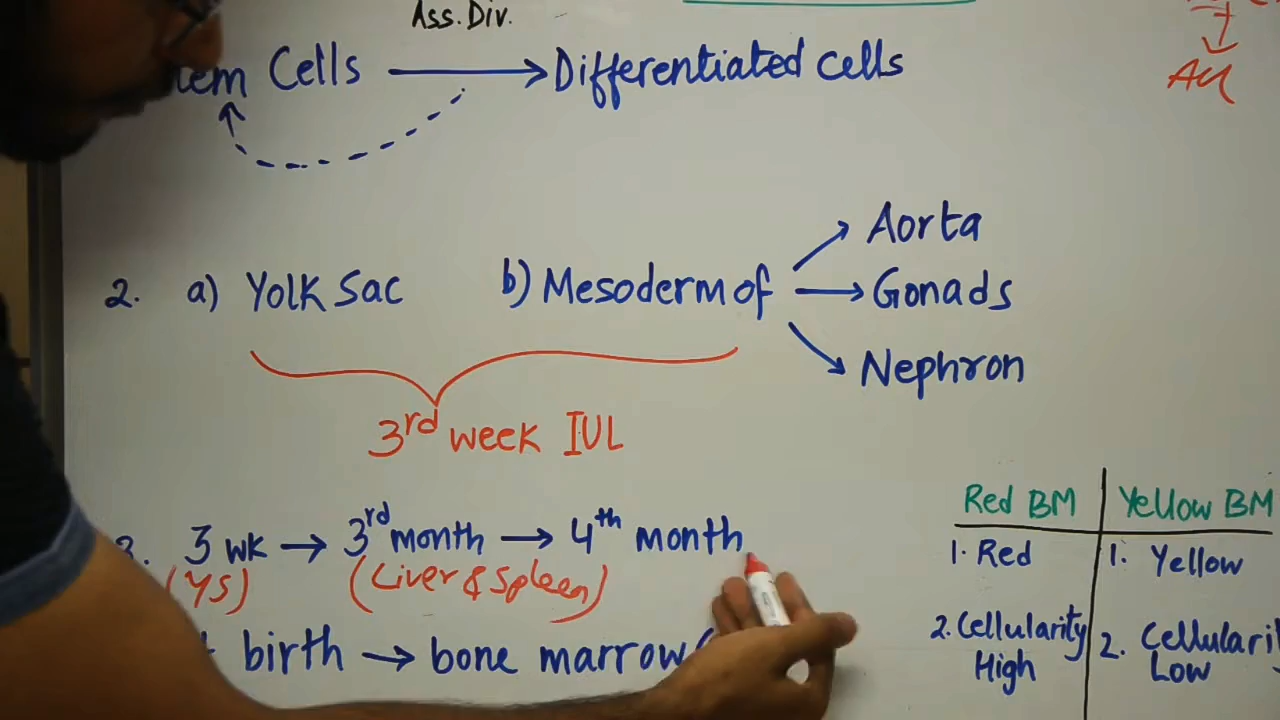 Ass. Div.
Cells → Differentiated cells
2. a) Yolk Sac b) Mesoderm of → Aorta
→ Gonads
→ Nephron
3rd week IUL
3. 3 wk → 3rd month → 4th month
(YS) (Liver & Spleen)
birth → bone marrow (
Red BM Yellow BM
1. Red 1. Yellow
2. Cellularity 2.
High Low